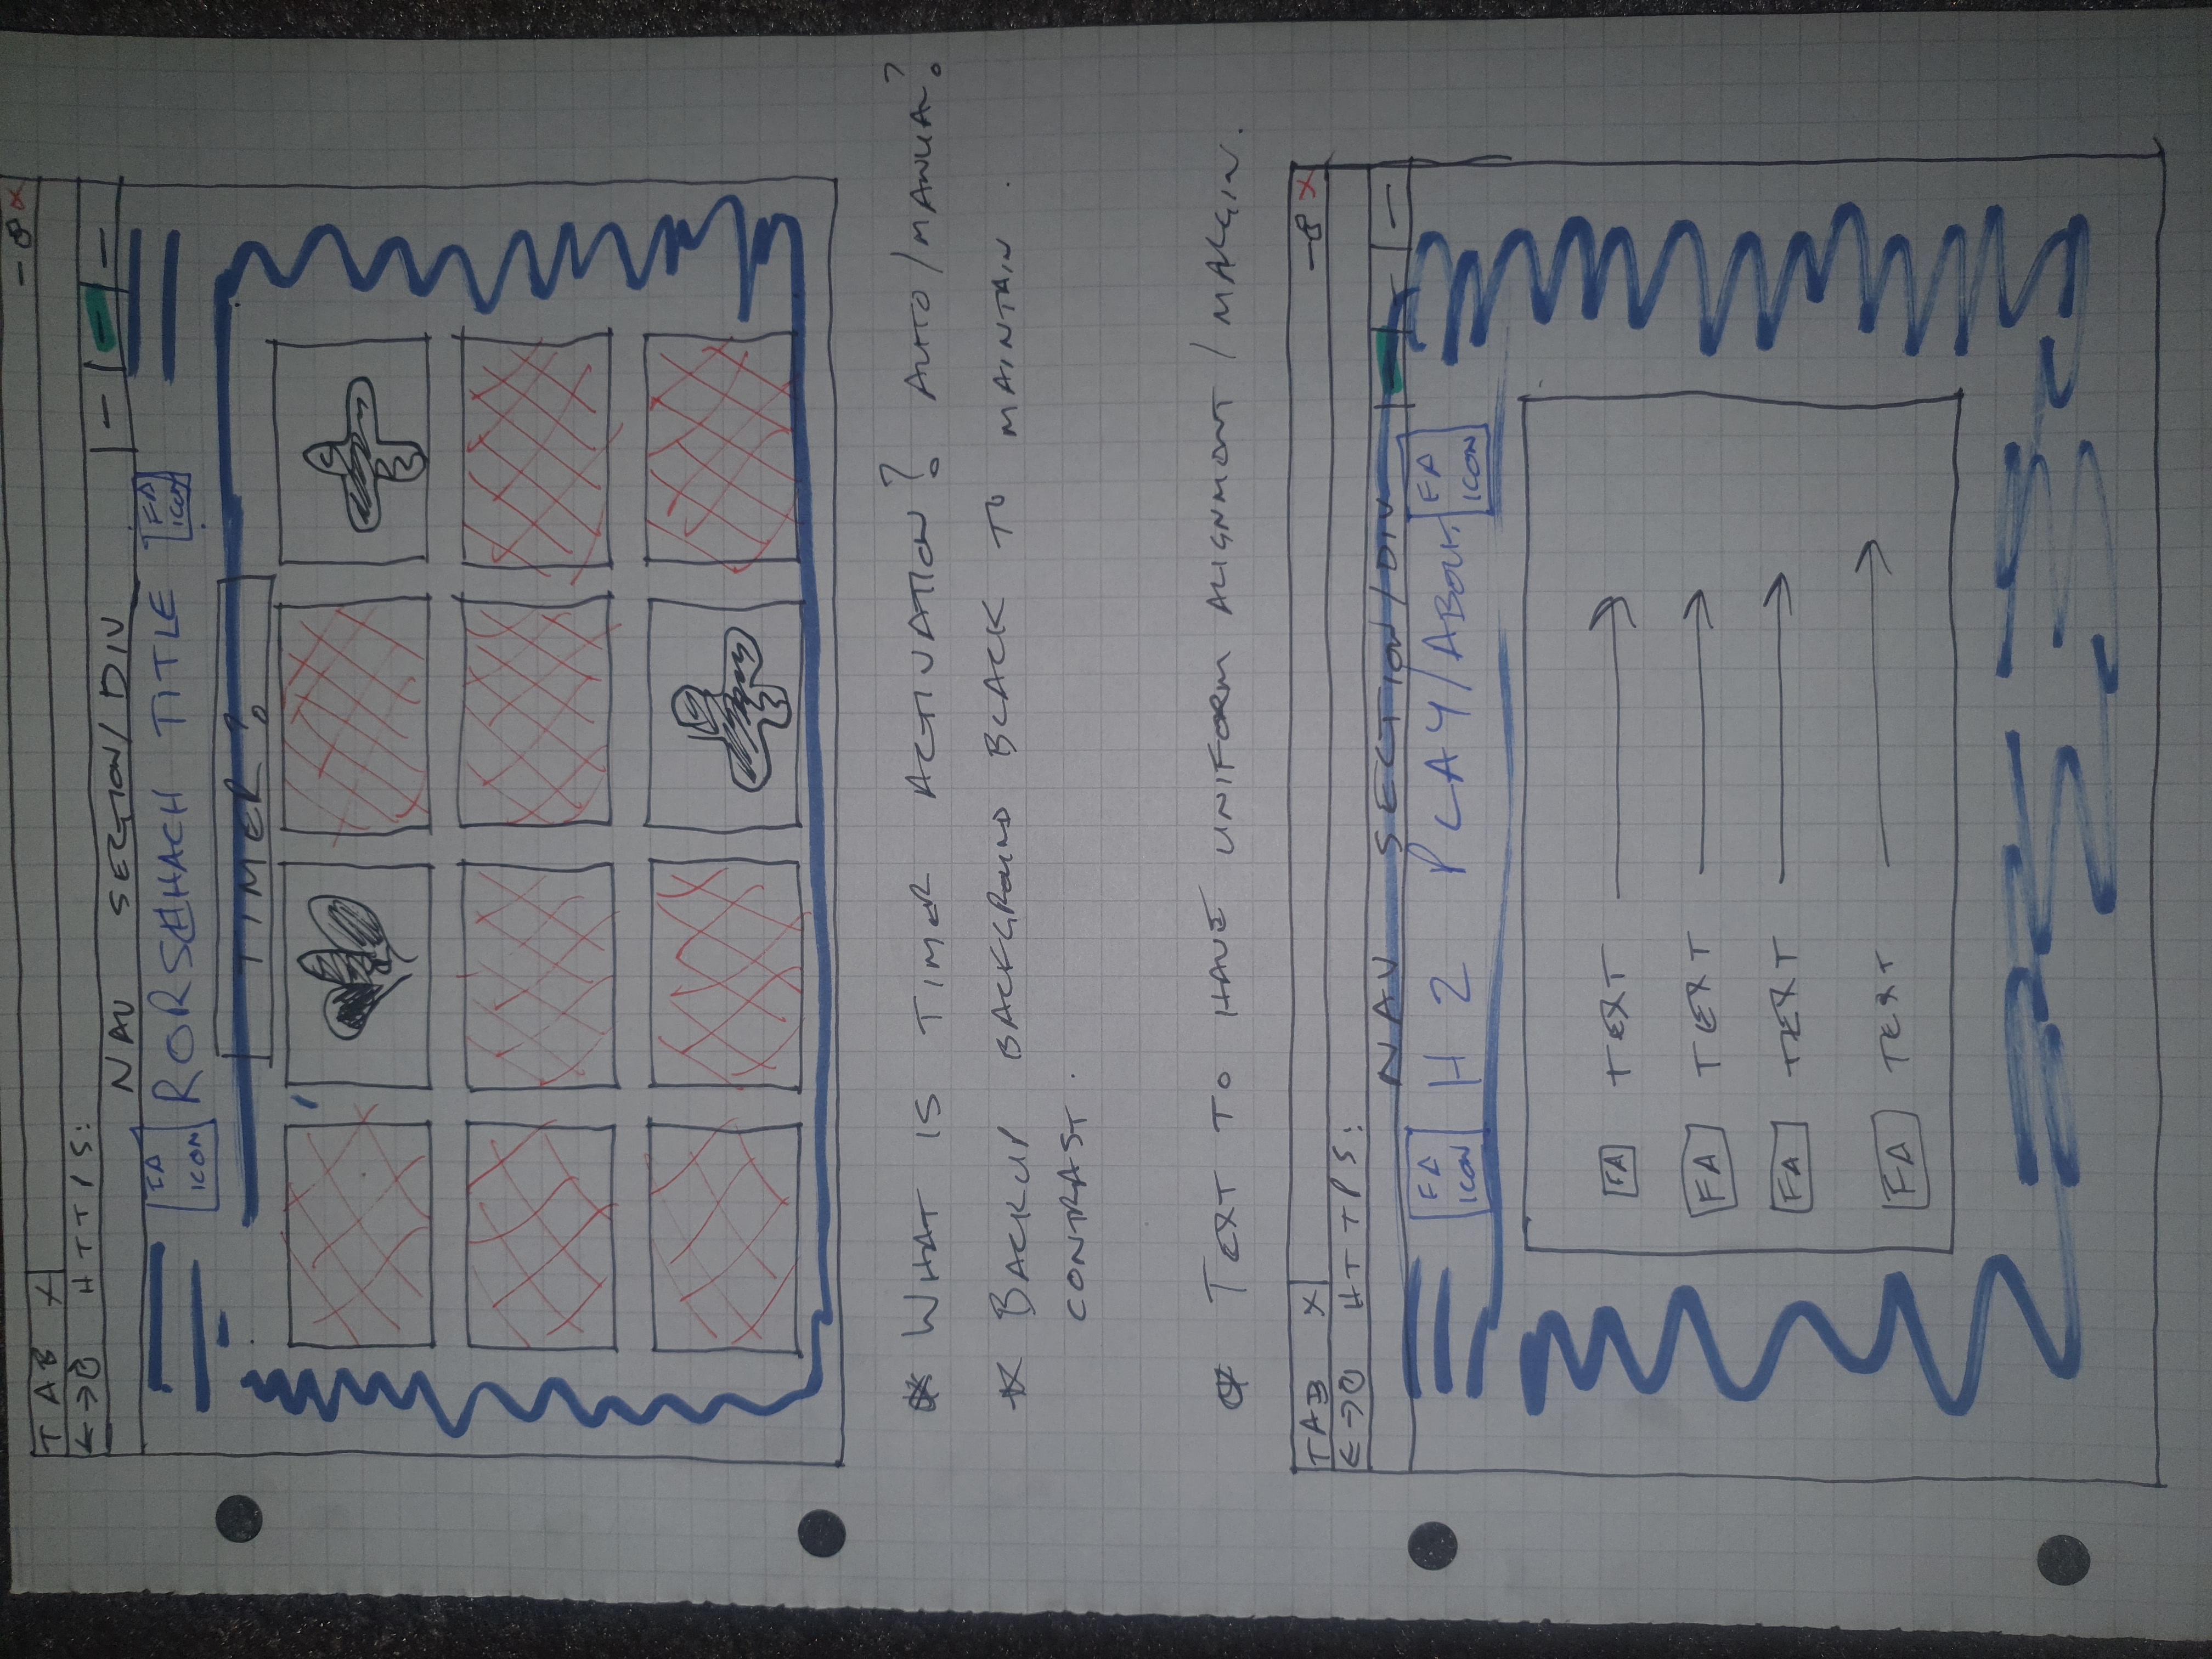 TAB X
HTTPS:
NAV SECTION/DIV
FA ICON RORSCHHACH TITLE FA ICON
TIMER?
* WHAT IS TIMER ACTIVATION? AUTO/MANUAL?
* BACKUP BACKGROUND BLACK TO MAINTAIN
CONTRAST.
* TEXT TO HAVE UNIFORM ALIGNMENT/MARGIN.
TAB X
HTTPS:
NAV SECTION/DIV
FA ICON H2 PLAY/ABOUT FA ICON
FA TEXT
FA TEXT
FA TEXT
FA TEXT